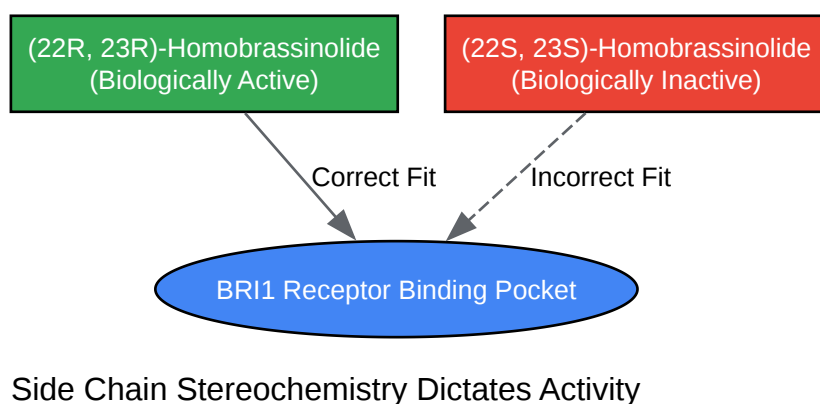 (22R, 23R)-Homobrassinolide
(Biologically Active)
(22S, 23S)-Homobrassinolide
(Biologically Inactive)
Correct Fit
Incorrect Fit
BRI1 Receptor Binding Pocket
Side Chain Stereochemistry Dictates Activity